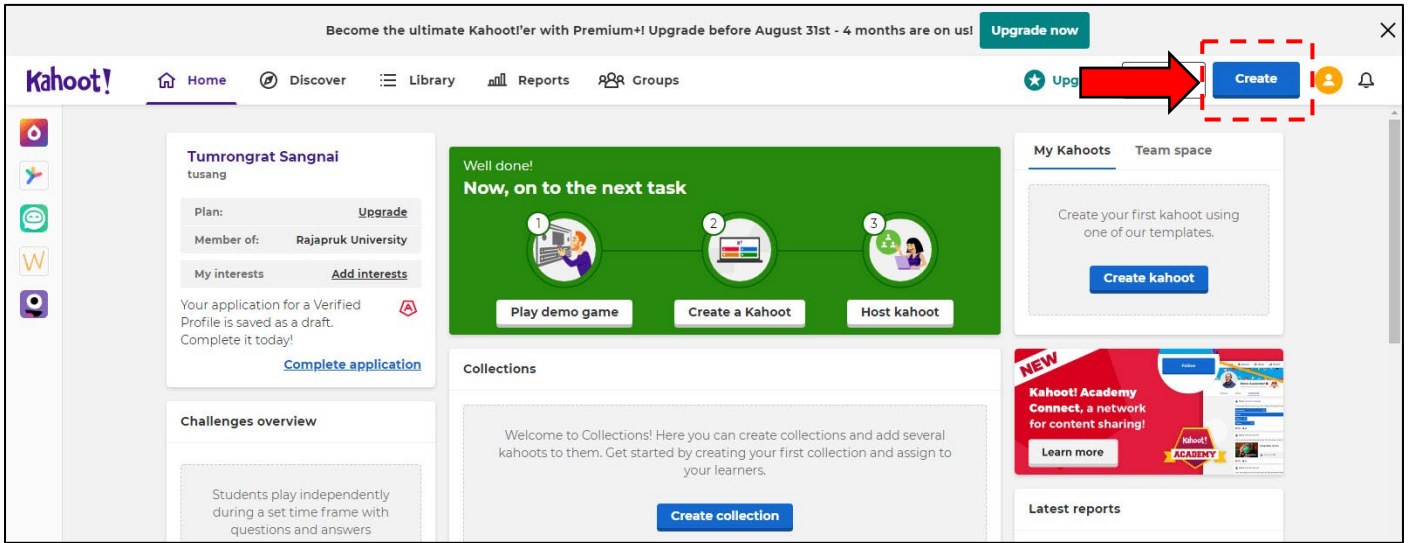 Become the ultimate Kahoot!'er with Premium+! Upgrade before August 31st - 4 months are on us!
Upgrade now
Kahoot!
Home
Discover
Library
Reports
Groups
Create
Tumrongrat Sangnai
tusang
Plan: Upgrade
Member of: Rajapruk University
My interests Add interests
Your application for a Verified
Profile is saved as a draft.
Complete it today!
Complete application
Challenges overview
Students play independently
during a set time frame with
questions and answers
Well done!
Now, on to the next task
1
2
3
Play demo game
Create a Kahoot
Host kahoot
Collections
Welcome to Collections! Here you can create collections and add several
kahoots to them. Get started by creating your first collection and assign to
your learners.
Create collection
My Kahoots
Team space
Create your first kahoot using
one of our templates.
Create kahoot
NEW
Kahoot! Academy
Connect, a network
for content sharing!
Learn more
Follow
Kahoot!
ACADEMY
Latest reports